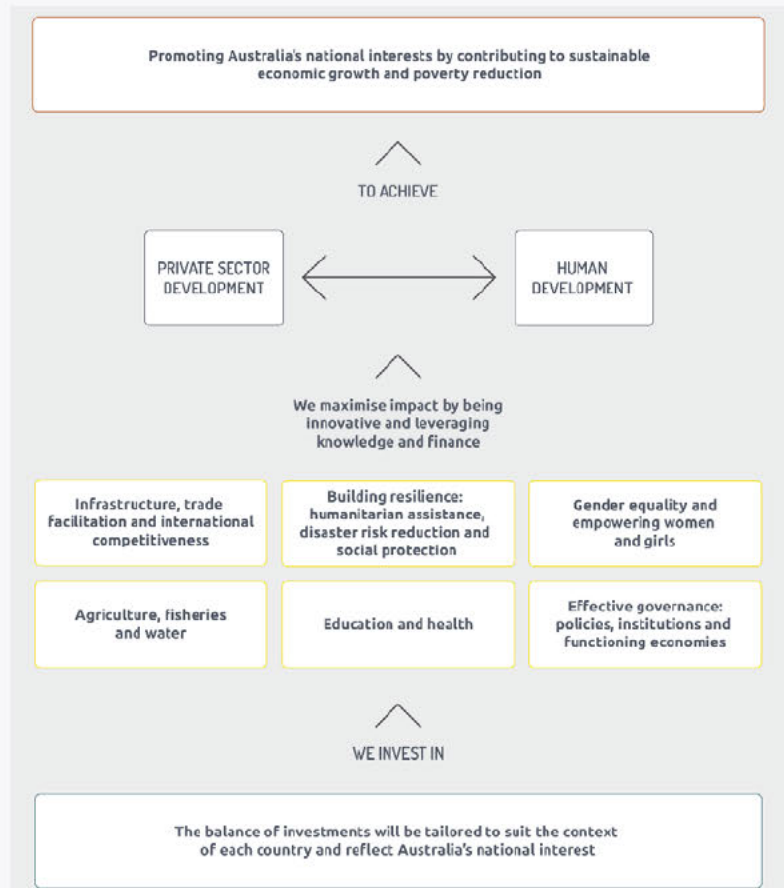 Promoting Australia's national interests by contributing to sustainable
economic growth and poverty reduction
TO ACHIEVE
PRIVATE SECTOR
DEVELOPMENT
HUMAN
DEVELOPMENT
We maximise impact by being
innovative and leveraging
knowledge and finance
Infrastructure, trade
facilitation and international
competitiveness
Building resilience:
humanitarian assistance,
disaster risk reduction and
social protection
Gender equality and
empowering women
and girls
Agriculture, fisheries
and water
Education and health
Effective governance:
policies, institutions and
functioning economies
WE INVEST IN
The balance of investments will be tailored to suit the context
of each country and reflect Australia's national interest